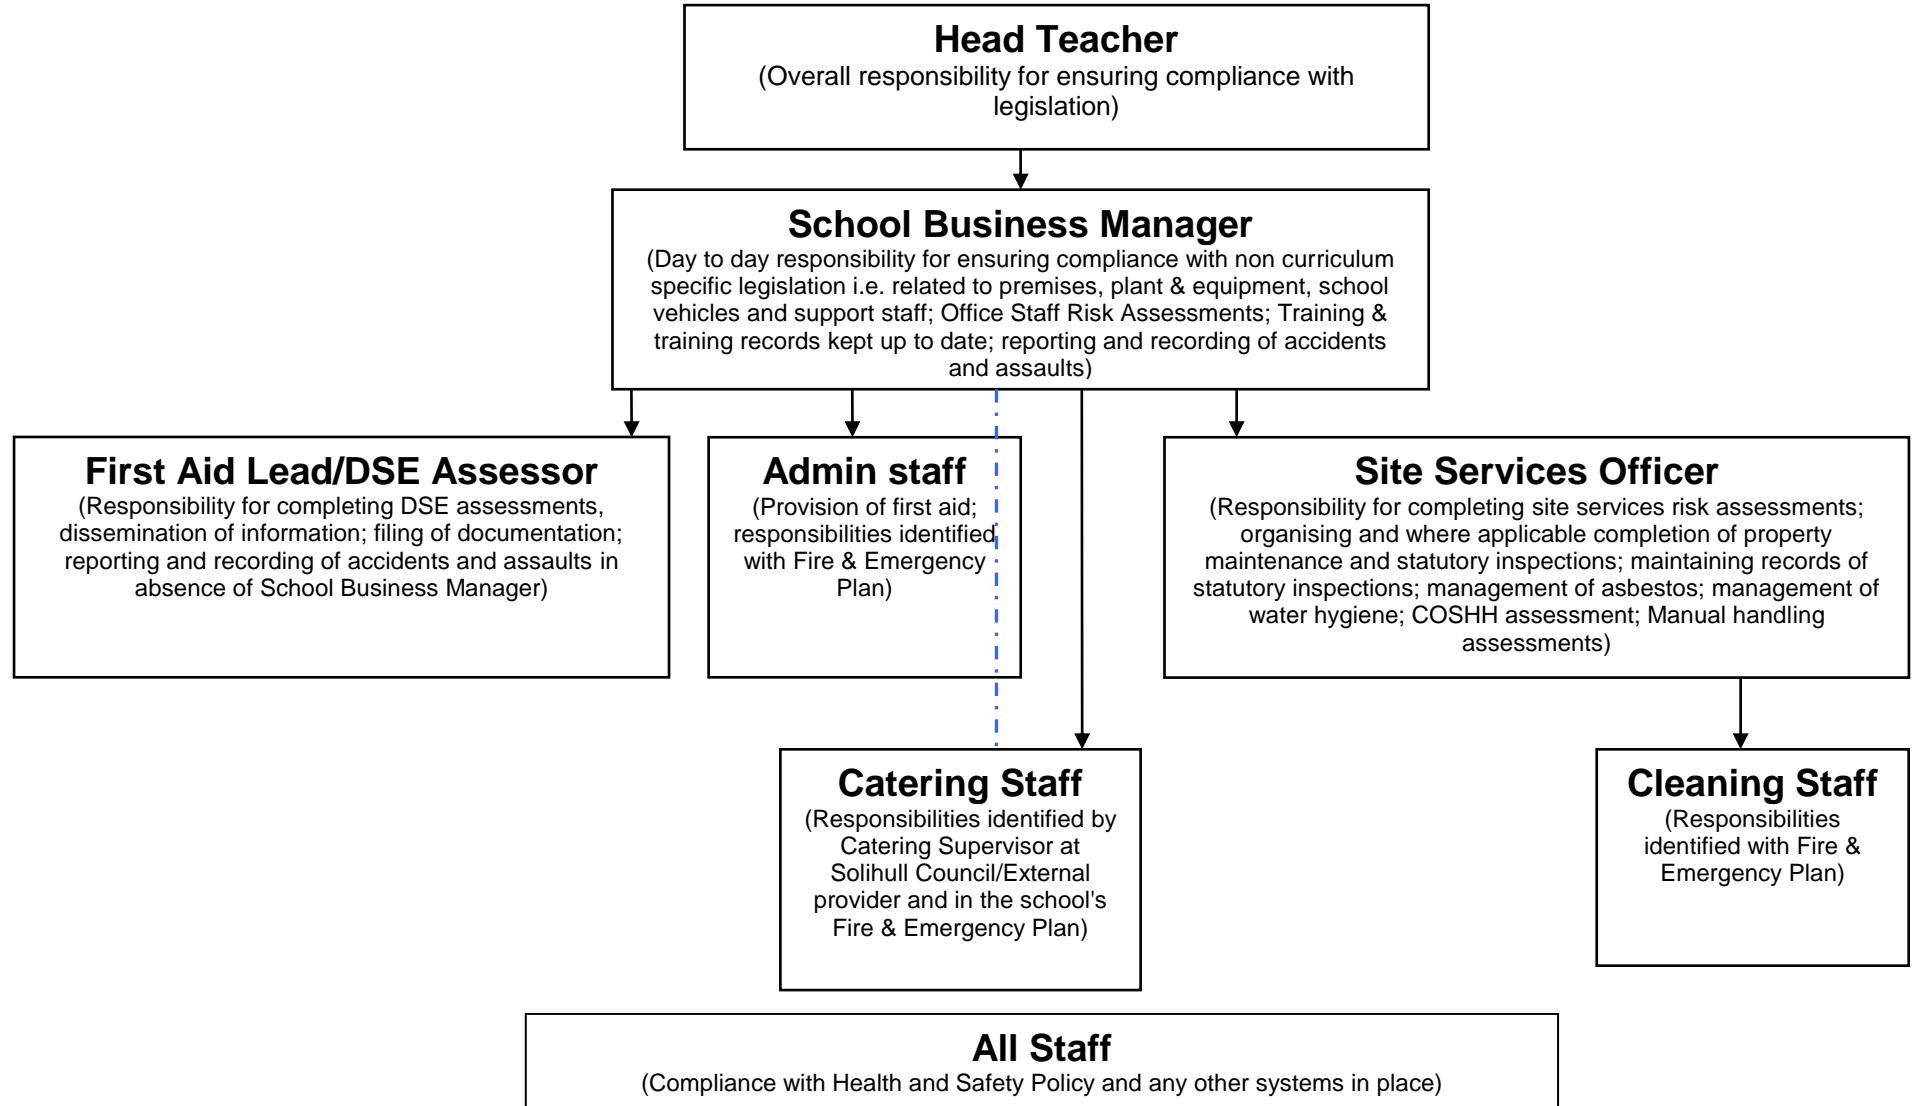 Head Teacher
(Overall responsibility for ensuring compliance with
legislation)
School Business Manager
(Day to day responsibility for ensuring compliance with non curriculum
specific legislation i.e. related to premises, plant & equipment, school
vehicles and support staff; Office Staff Risk Assessments; Training &
training records kept up to date; reporting and recording of accidents
and assaults)
First Aid Lead/DSE Assessor
(Responsibility for completing DSE assessments,
dissemination of information; filing of documentation;
reporting and recording of accidents and assaults in
absence of School Business Manager)
Admin staff
(Provision of first aid;
responsibilities identified
with Fire & Emergency
Plan)
Site Services Officer
(Responsibility for completing site services risk assessments;
organising and where applicable completion of property
maintenance and statutory inspections; maintaining records of
statutory inspections; management of asbestos; management of
water hygiene; COSHH assessment; Manual handling
assessments)
Catering Staff
(Responsibilities identified by
Catering Supervisor at
Solihull Council/External
provider and in the school's
Fire & Emergency Plan)
Cleaning Staff
(Responsibilities
identified with Fire &
Emergency Plan)
All Staff
(Compliance with Health and Safety Policy and any other systems in place)